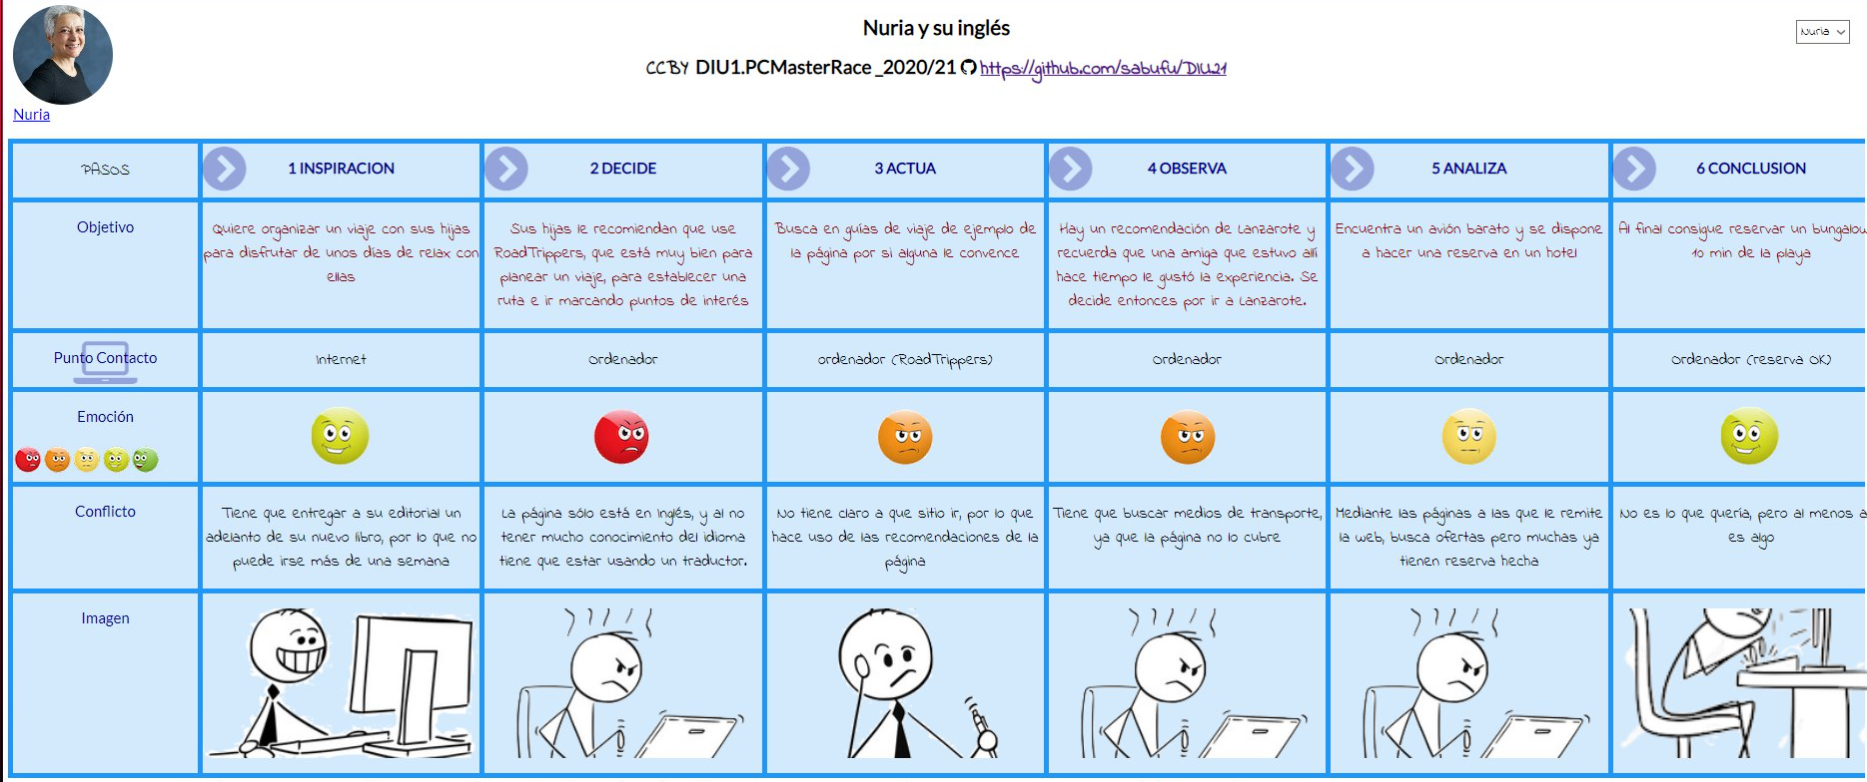 Nuria y su inglés
CCBY DIU1.PCMasterRace _2020/21 https://github.com/sabufu/DIU21
Nuria
Nuria
PASOS
1 INSPIRACION
2 DECIDE
3 ACTUA
4 OBSERVA
5 ANALIZA
6 CONCLUSION
Objetivo
Quiere organizar un viaje con sus hijas
para disfrutar de unos días de relax con
ellas
Sus hijas le recomiendan que use
RoadTrippers, que está muy bien para
planear un viaje, para establecer una
ruta e ir marcando puntos de interés
Busca en guías de viaje de ejemplo de
la página por si alguna le convence
Hay un recomendación de Lanzarote y
recuerda que una amiga que estuvo allí
hace tiempo le gustó la experiencia. Se
decide entonces por ir a Lanzarote.
Encuentra un avión barato y se dispone
a hacer una reserva en un hotel
Al final consigue reservar un bungalow
10 min de la playa
Punto Contacto
Internet
Ordenador
Ordenador (RoadTrippers)
Ordenador
Ordenador
Ordenador (reserva OK)
Emoción
Conflicto
Tiene que entregar a su editorial un
adelanto de su nuevo libro, por lo que no
puede irse más de una semana
La página sólo está en inglés, y al no
tener mucho conocimiento del idioma
tiene que estar usando un traductor.
No tiene claro a que sitio ir, por lo que
hace uso de las recomendaciones de la
página
Tiene que buscar medios de transporte,
ya que la página no lo cubre
Mediante las páginas a las que le remite
la web, busca ofertas pero muchas ya
tienen reserva hecha
No es lo que quería, pero al menos a
es algo
Imagen